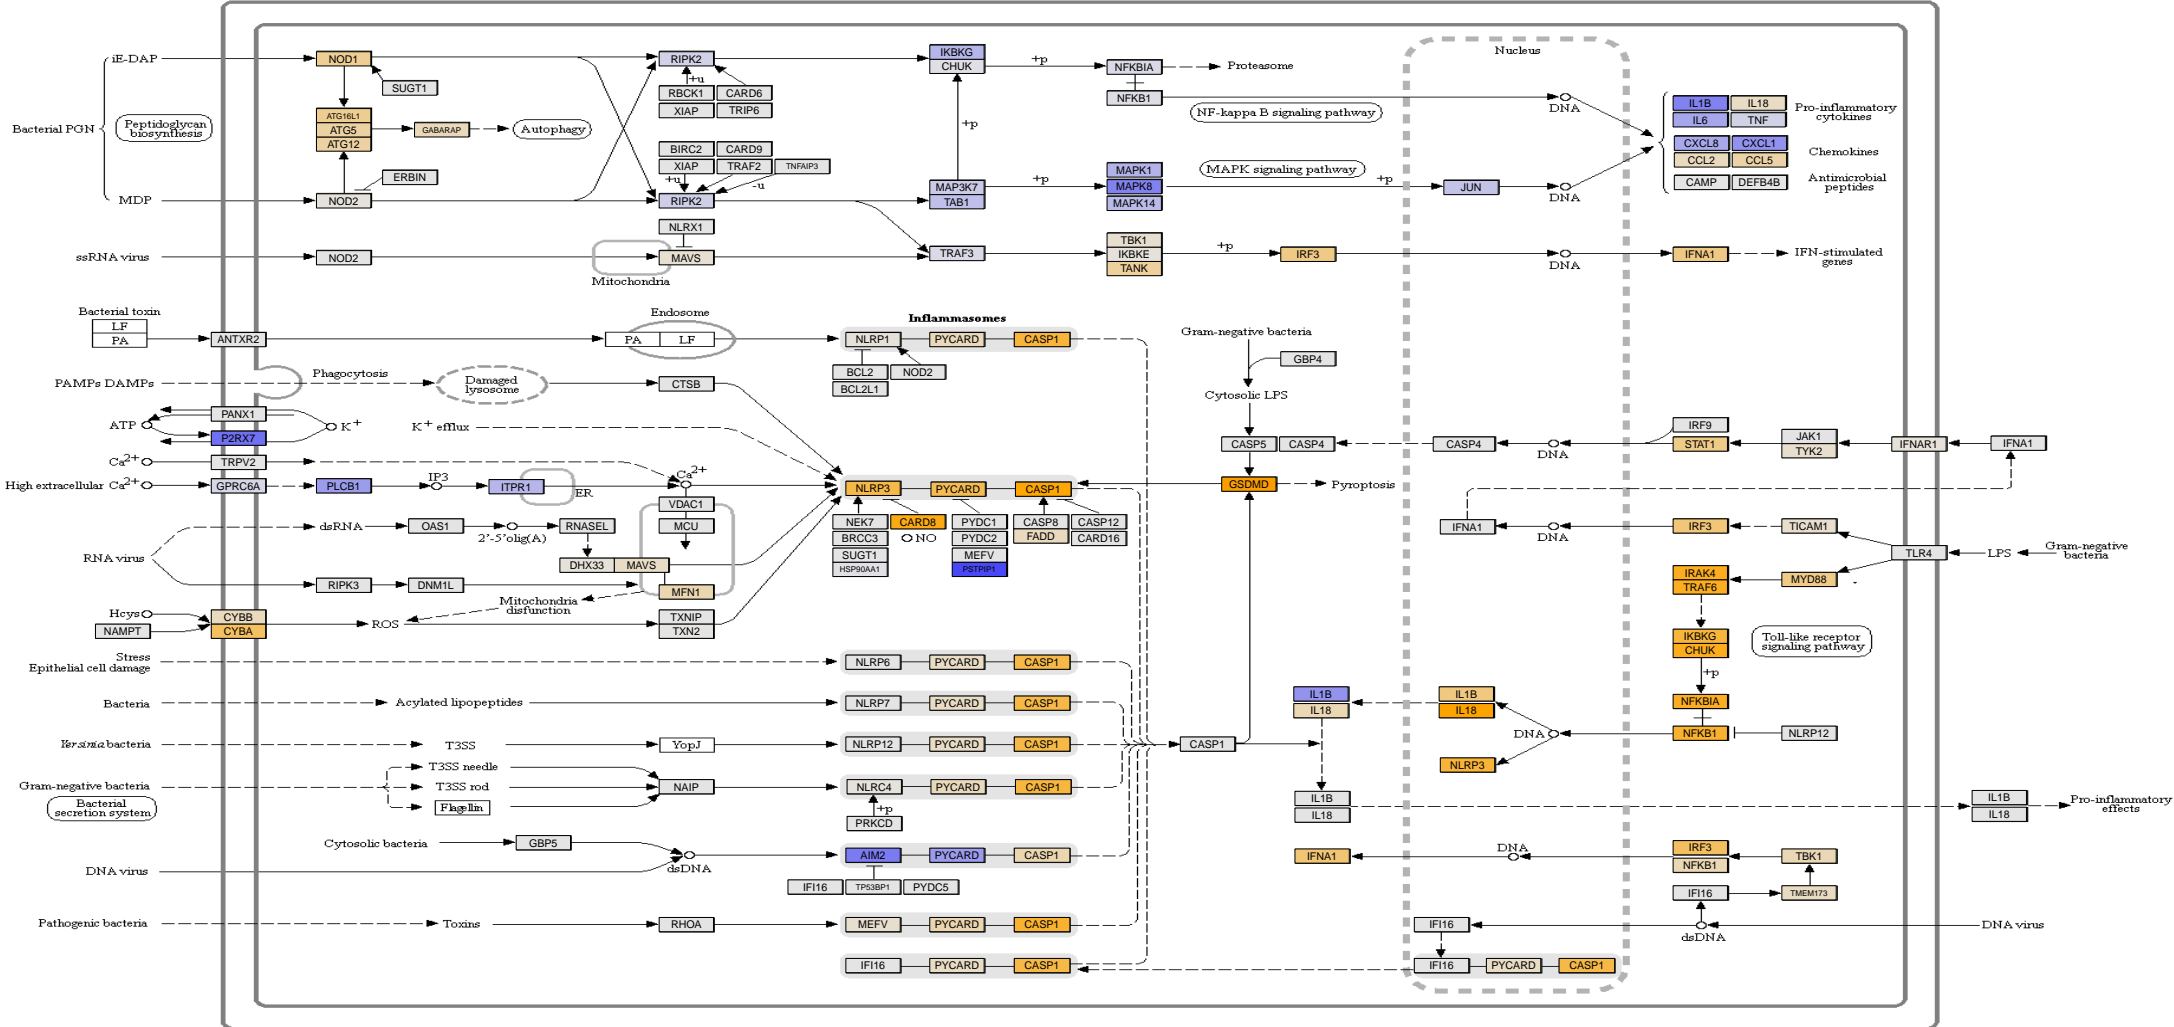 Nucleus
iE-DAP
NOD1
SUGT1
RIPK2
+u
RBCK1
CARD6
XIAP
TRIP6
IKBKG
CHUK
+p
NFKBIA
Proteasome
NFKB1
NF-kappa B signaling pathway
DNA
IL1B
IL18
Pro-inflammatory
cytokines
IL6
TNF
CXCL8
CXCL1
Chemokines
CCL2
CCL5
CAMP
DEFB4B
Antimicrobial
peptides
Bacterial PGN
Peptidoglycan
biosynthesis
ATG16L1
ATG5
ATG12
GABARAP
Autophagy
+p
BIRC2
CARD9
XIAP
TRAF2
TNFAIP3
+u
-u
ERBIN
MDP
NOD2
RIPK2
MAP3K7
TAB1
+p
MAPK1
MAPK8
MAPK14
MAPK signaling pathway
+p
JUN
DNA
NLRX1
ssRNA virus
NOD2
MAVS
Mitochondria
TRAF3
TBK1
IKBKE
TANK
+p
IRF3
DNA
IFNA1
IFN-stimulated
genes
Bacterial toxin
LF
PA
ANTXR2
Endosome
PA
LF
Inflammasomes
NLRP1
PYCARD
CASP1
BCL2
NOD2
BCL2L1
Gram-negative bacteria
GBP4
Cytosolic LPS
PAMPs DAMPs
Phagocytosis
Damaged
lysosome
CTSB
PANX1
ATP
K+
P2RX7
K+ efflux
Ca2+
TRPV2
Ca2+
High extracellular Ca2+
GPRC6A
PLCB1
IP3
ITPR1
ER
VDAC1
MCU
NLRP3
PYCARD
CASP1
NEK7
CARD8
PYDC1
CASP8
CASP12
BRCC3
NO
PYDC2
FADD
CARD16
SUGT1
MEFV
HSP90AA1
PSTPIP1
CASP5
CASP4
CASP4
DNA
IRF9
STAT1
JAK1
TYK2
IFNAR1
IFNA1
GSDMD
Pyroptosis
IFNA1
DNA
IRF3
TICAM1
TLR4
LPS
Gram-negative
bacteria
IRAK4
TRAF6
MYD88
-
IKBKG
CHUK
Toll-like receptor
signaling pathway
+p
NFKBIA
NFKB1
NLRP12
RNA virus
dsRNA
OAS1
2'-5'olig(A)
RNASEL
DHX33
MAVS
RIPK3
DNM1L
MFN1
Mitochondria
disfunction
Hcys
NAMPT
CYBB
CYBA
ROS
TXNIP
TXN2
Stress
Epithelial cell damage
NLRP6
PYCARD
CASP1
Bacteria
Acylated lipopeptides
NLRP7
PYCARD
CASP1
Yersinia bacteria
T3SS
YopJ
NLRP12
PYCARD
CASP1
CASP1
IL1B
IL18
IL1B
IL18
DNA
NLRP3
Gram-negative bacteria
T3SS needle
T3SS rod
Flagellin
NAIP
NLRC4
PYCARD
CASP1
+p
PRKCD
Bacterial
secretion system
IL1B
IL18
IL1B
IL18
Pro-inflammatory
effects
Cytosolic bacteria
GBP5
DNA virus
dsDNA
AIM2
PYCARD
CASP1
IFI16
TP53BP1
PYDC5
IFNA1
DNA
IRF3
NFKB1
TBK1
IFI16
TMEM173
Pathogenic bacteria
Toxins
RHOA
MEFV
PYCARD
CASP1
IFI16
dsDNA
DNA virus
IFI16
PYCARD
CASP1
IFI16
PYCARD
CASP1